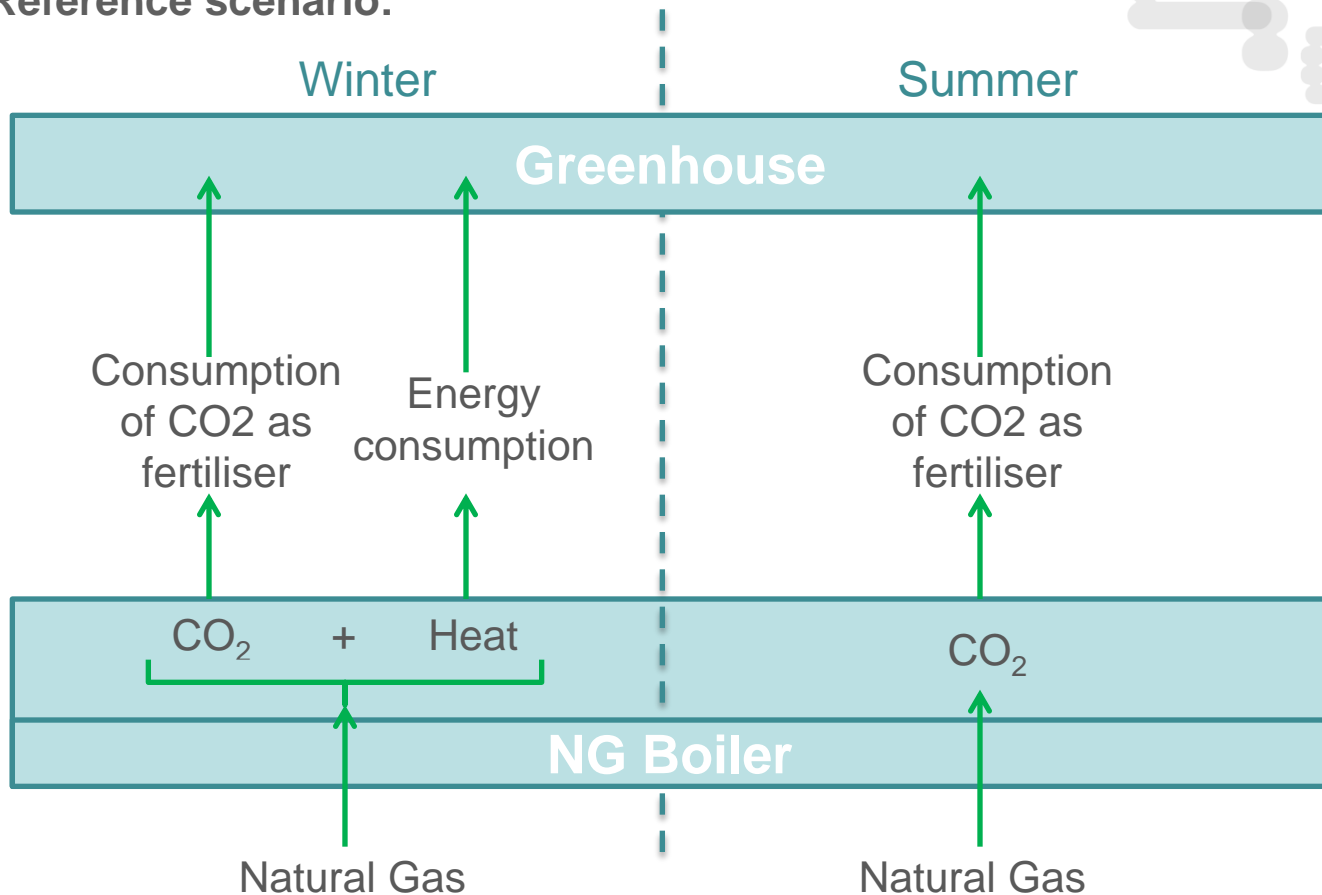 Reference scenario:
Winter
Summer
Greenhouse
Consumption
of CO2 as
fertiliser
Energy
consumption
Consumption
of CO2 as
fertiliser
CO₂ + Heat
CO₂
NG Boiler
Natural Gas
Natural Gas